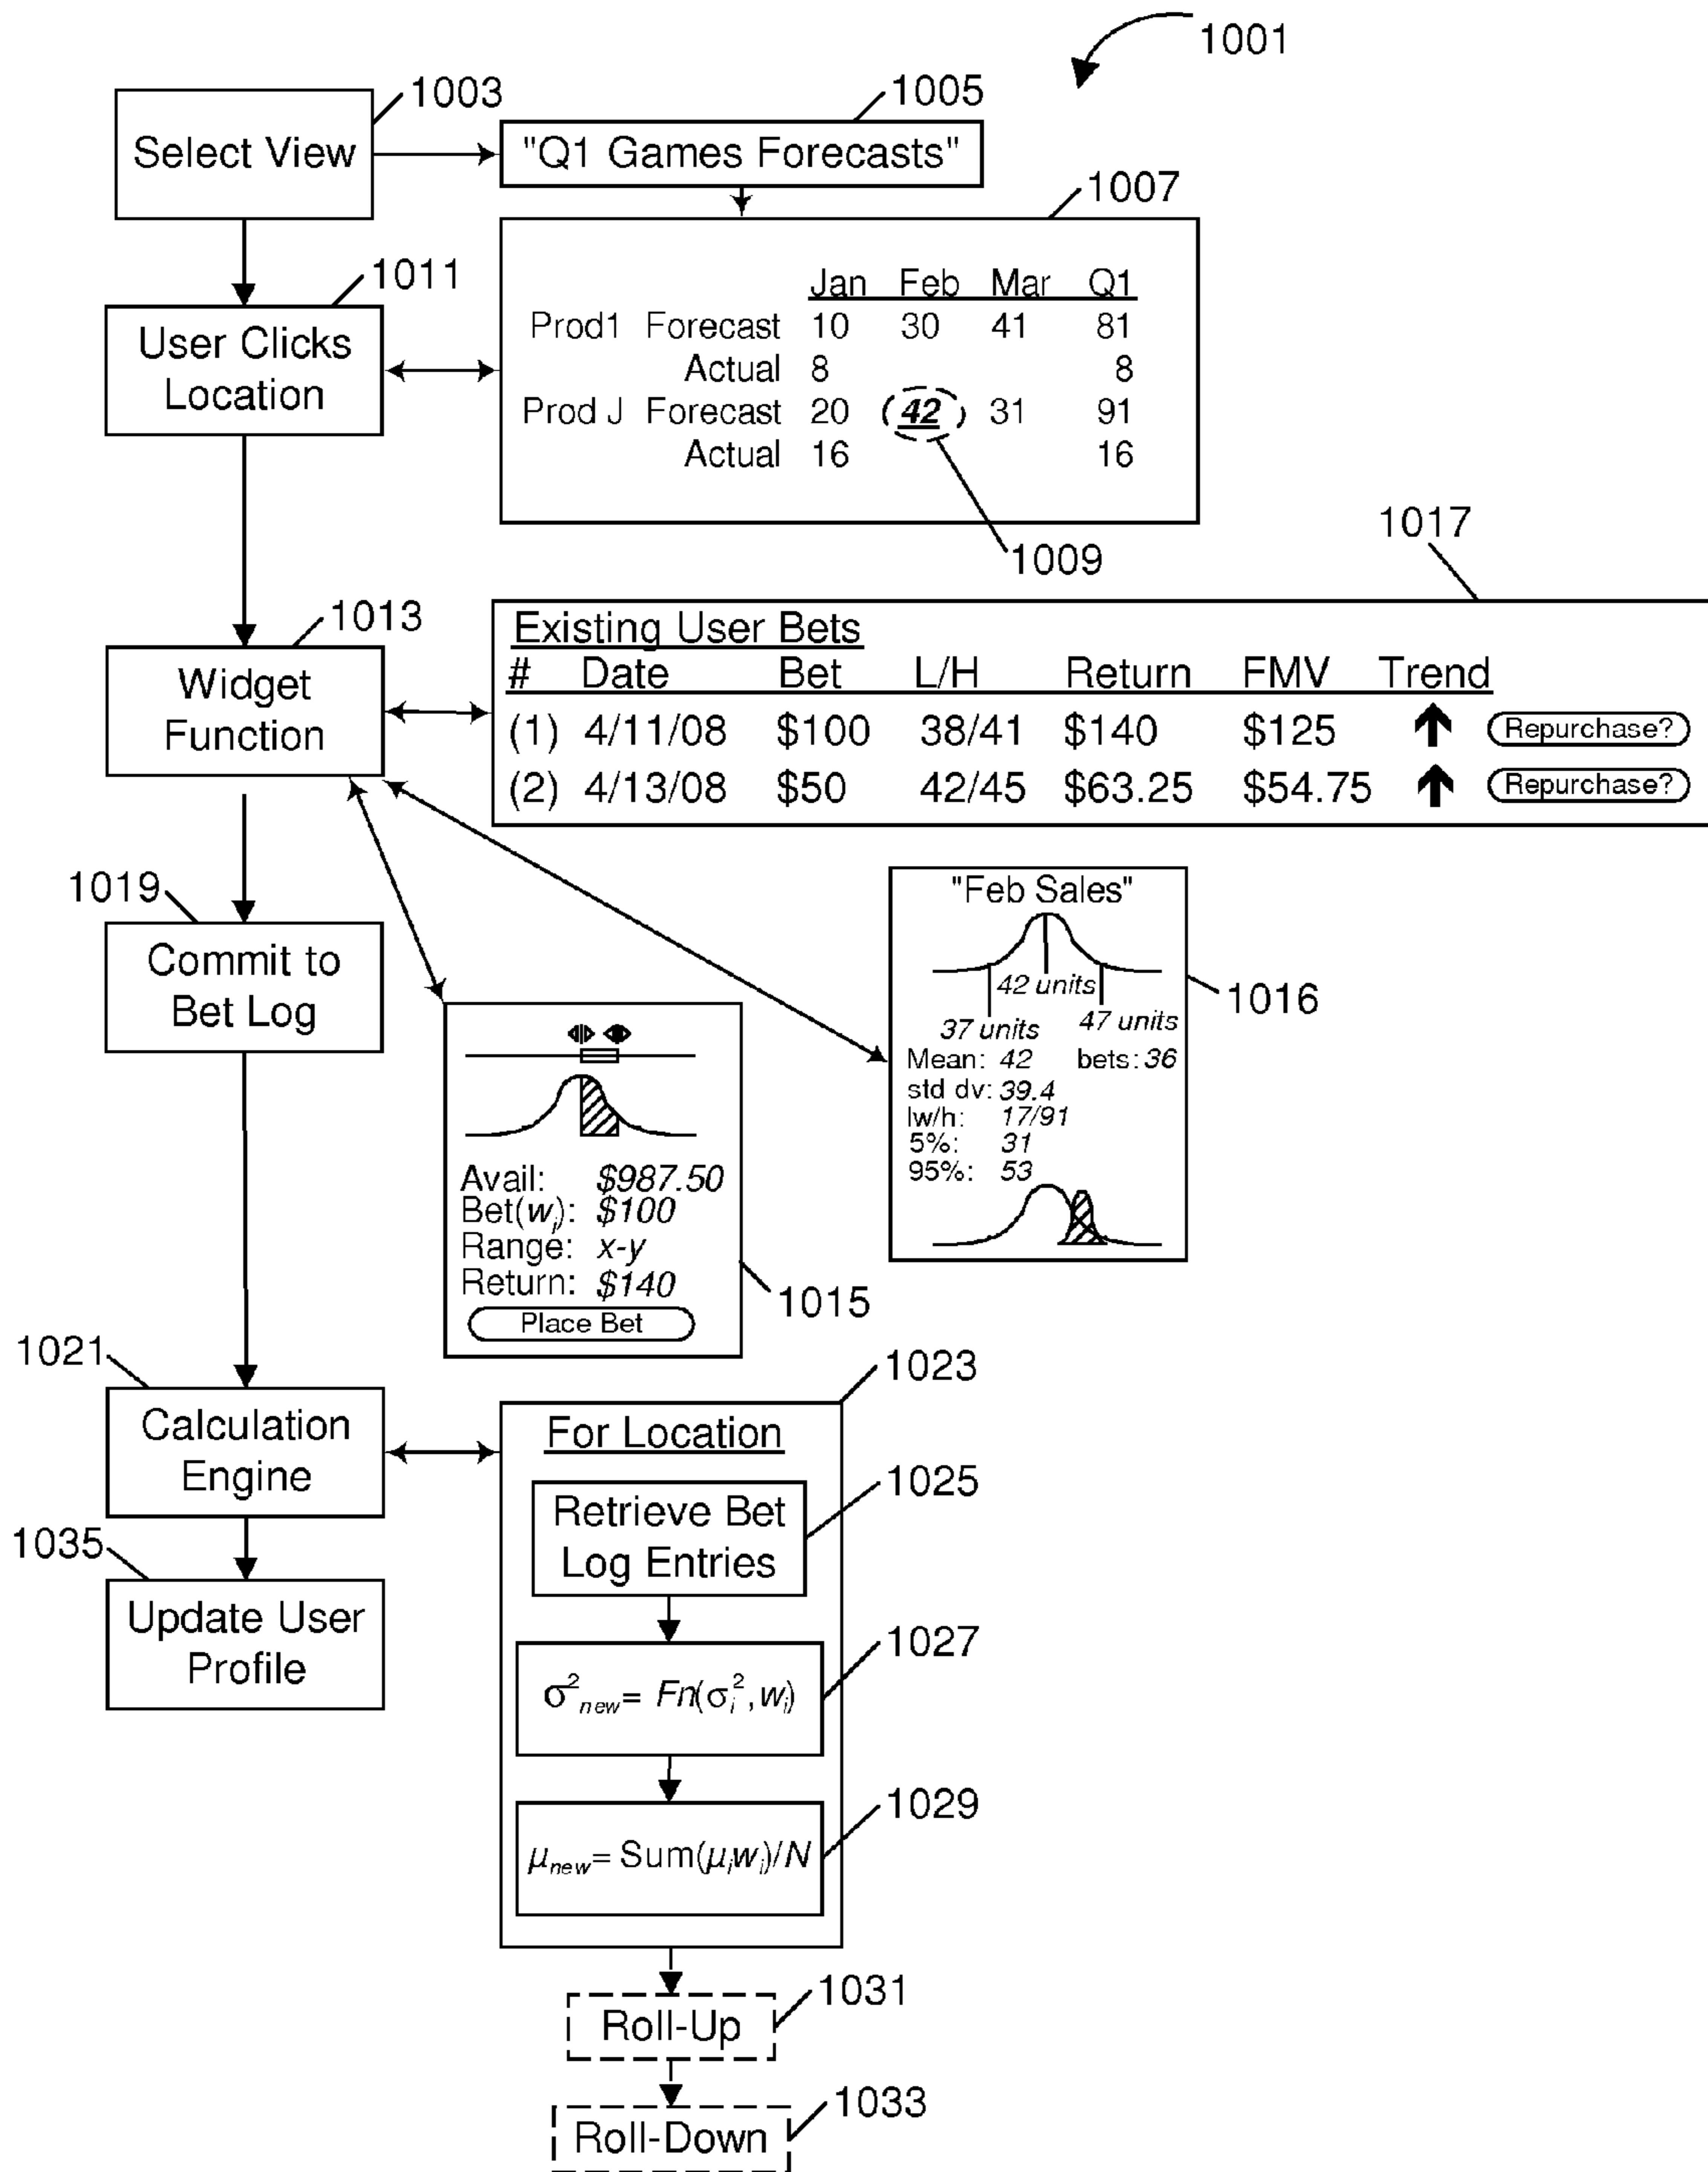 1001
1003
1005
Select View
"Q1 Games Forecasts"
1007
1011
Jan Feb Mar Q1
User Clicks
Location
Prod1 Forecast 10 30 41 81
Actual 8 8
Prod J Forecast 20 42 31 91
Actual 16 16
1009
1017
1013
Widget
Function
Existing User Bets
# Date Bet L/H Return FMV Trend
(1) 4/11/08 $100 38/41 $140 $125 Repurchase?
(2) 4/13/08 $50 42/45 $63.25 $54.75 Repurchase?
1019
Commit to
Bet Log
"Feb Sales"
42 units
37 units 47 units
Mean: 42 bets: 36
std dv: 39.4
lw/h: 17/91
5%: 31
95%: 53
1016
Avail: $987.50
Bet(wᵢ): $100
Range: x-y
Return: $140
Place Bet
1015
1021
Calculation
Engine
1023
For Location
1025
Retrieve Bet
Log Entries
1035
Update User
Profile
1027
σ²new= Fn(σᵢ²,wᵢ)
1029
μnew= Sum(μᵢwᵢ)/N
1031
Roll-Up
1033
Roll-Down